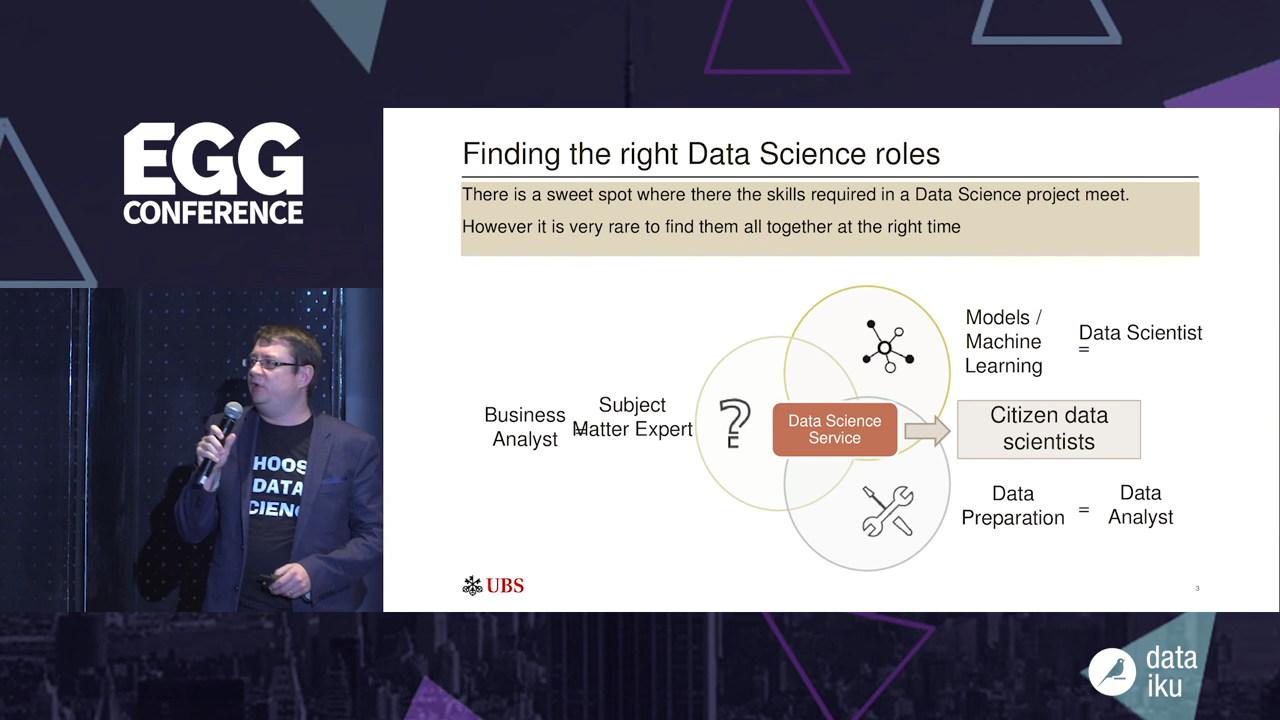 EGG
CONFERENCE
Finding the right Data Science roles
There is a sweet spot where there the skills required in a Data Science project meet.
However it is very rare to find them all together at the right time
Models /
Machine
Learning
=
Data Scientist
Business
Analyst
=
Subject
Matter Expert
?
Data Science
Service
Citizen data
scientists
Data
Preparation
=
Data
Analyst
HOOS
DATA
CIEN
UBS
3
data
iku